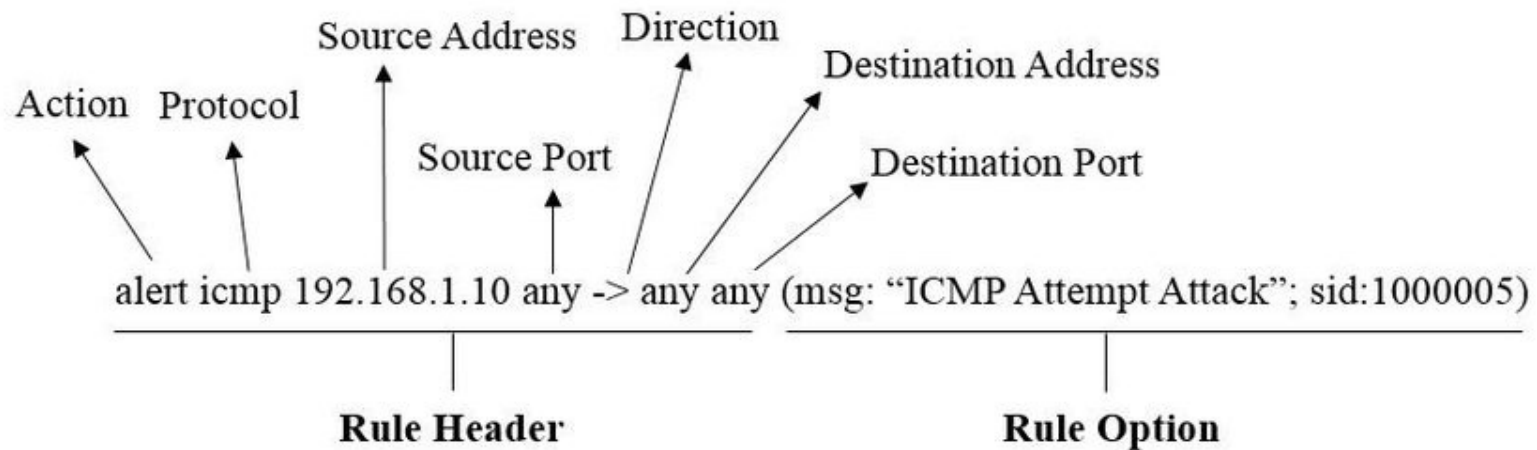 Source Address
Direction
Destination Address
Action
Protocol
Source Port
Destination Port
alert icmp 192.168.1.10 any -> any any (msg: “ICMP Attempt Attack”; sid:1000005)
Rule Header
Rule Option